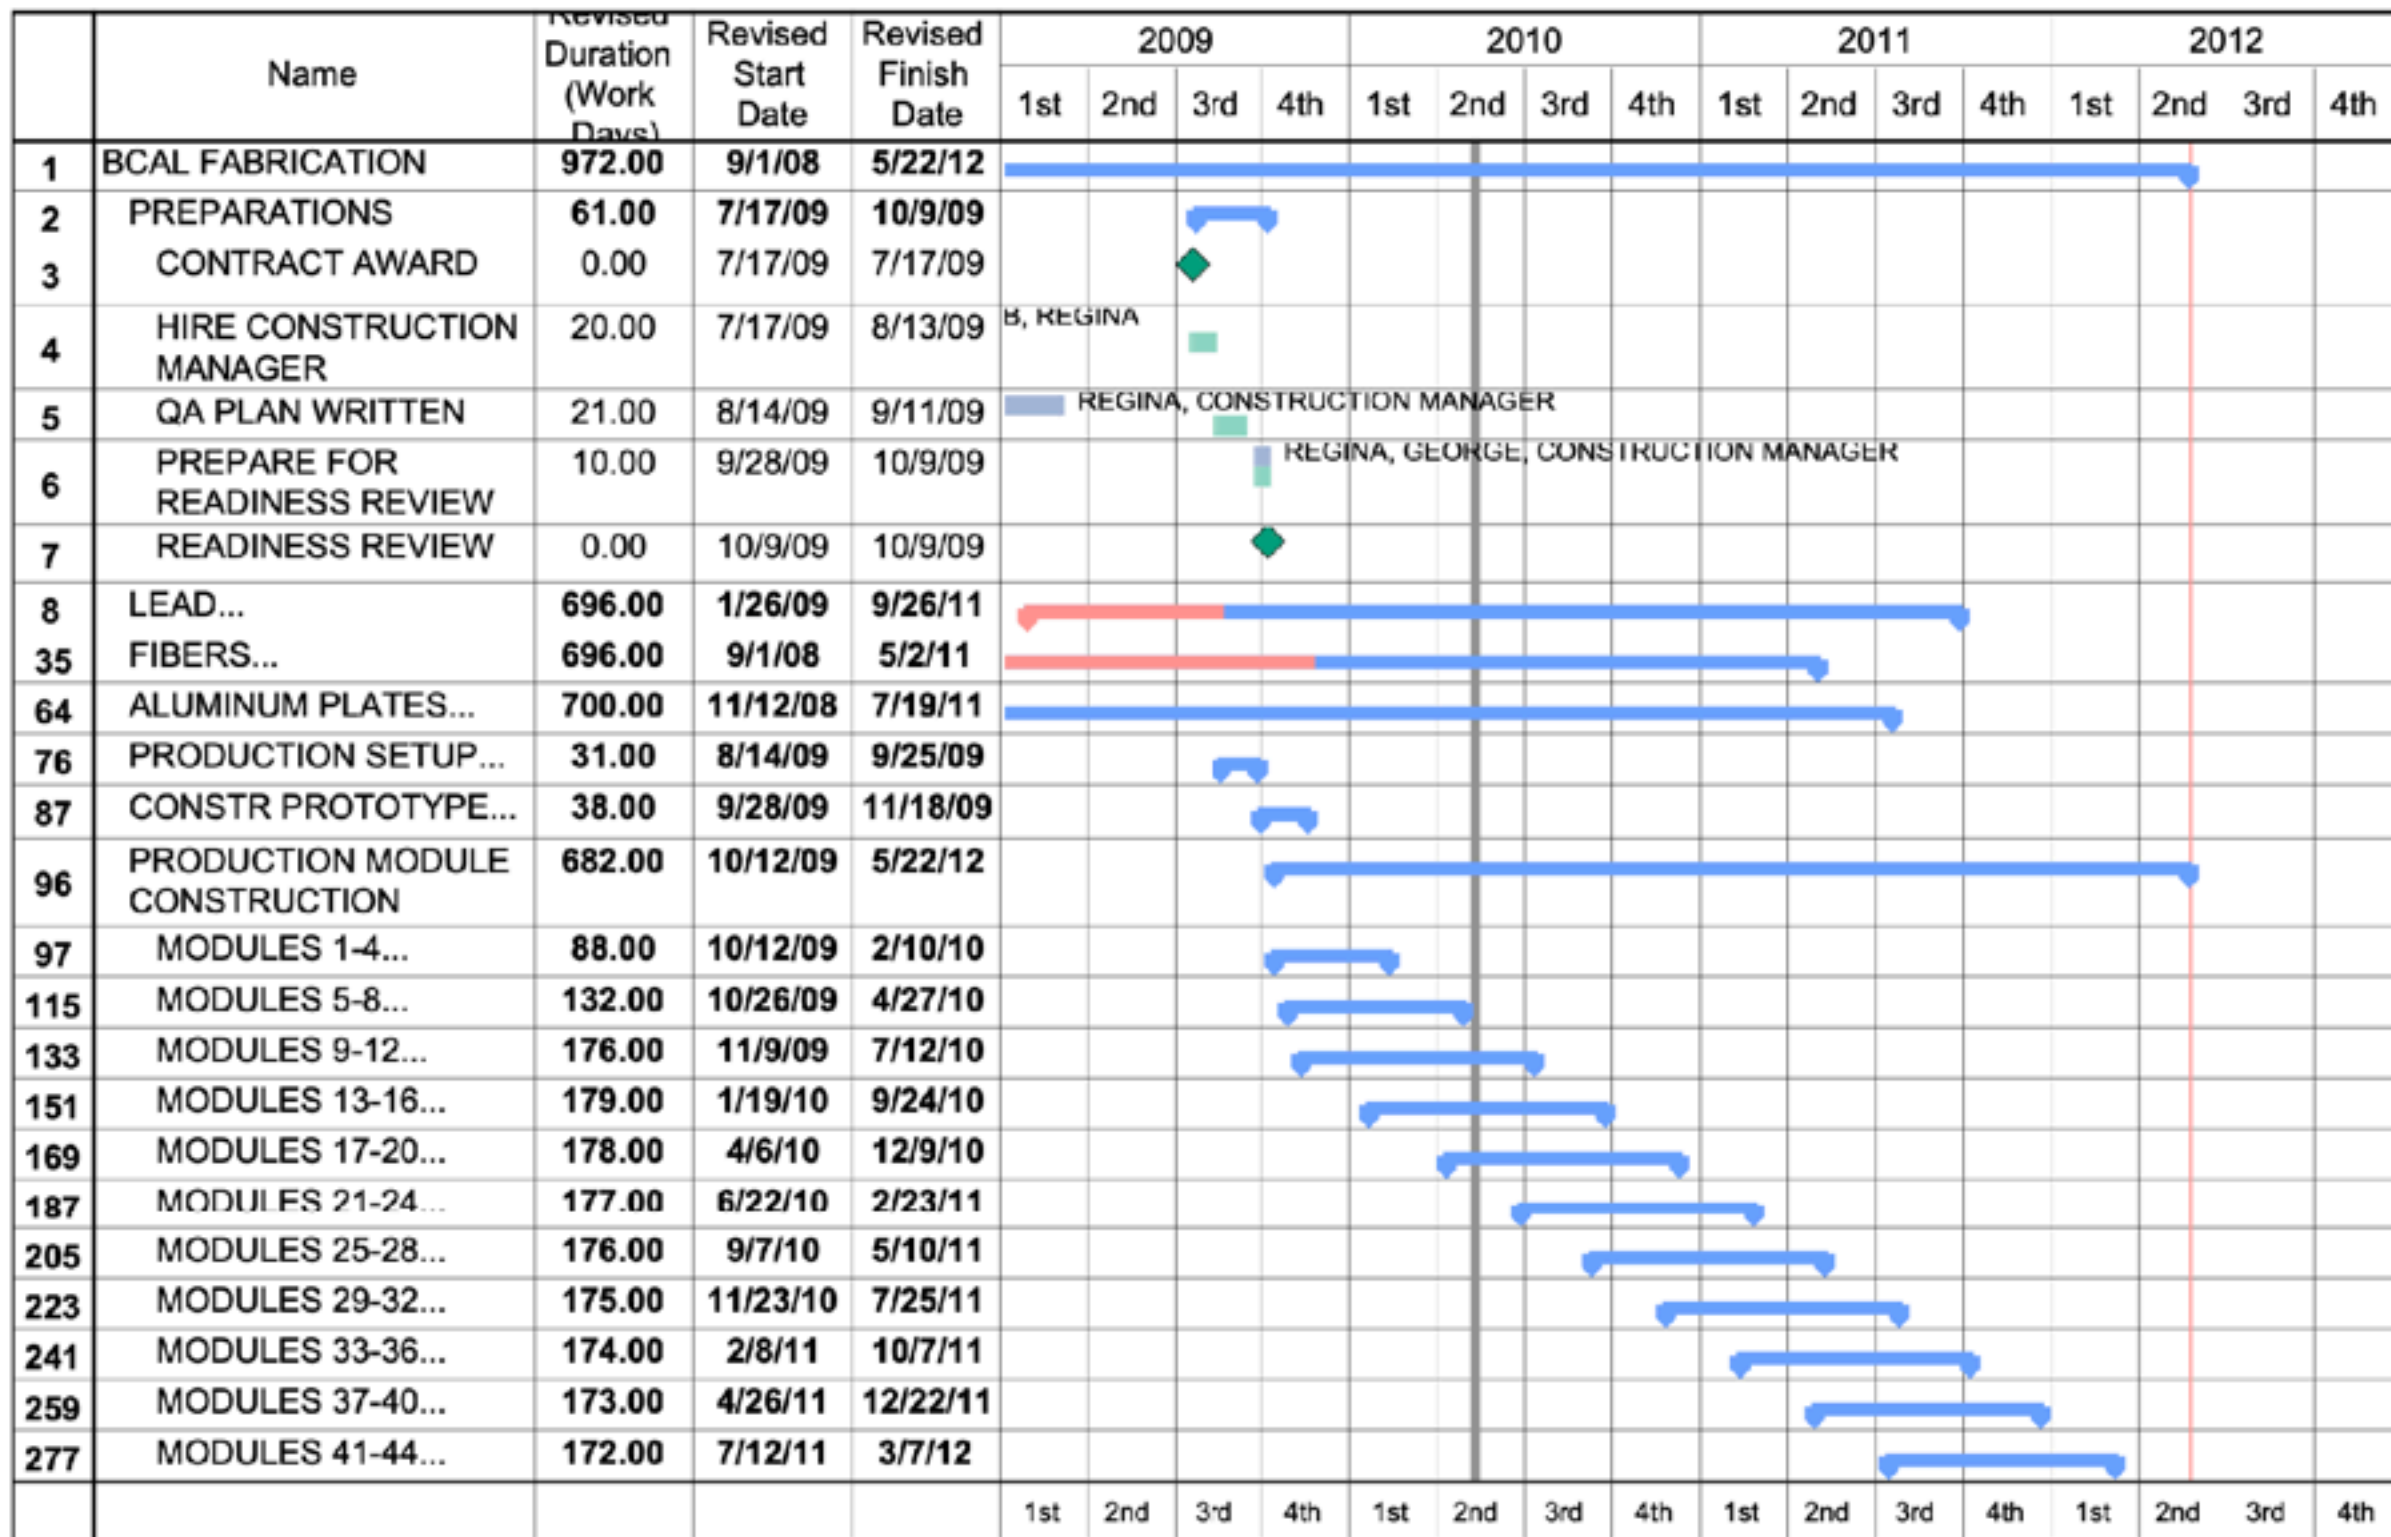 Revised Duration (Work Days)
Name
Revised Start Date
Revised Finish Date
2009 2010 2011 2012
1st 2nd 3rd 4th 1st 2nd 3rd 4th 1st 2nd 3rd 4th 1st 2nd 3rd 4th
1 BCAL FABRICATION 972.00 9/1/08 5/22/12
2 PREPARATIONS 61.00 7/17/09 10/9/09
3 CONTRACT AWARD 0.00 7/17/09 7/17/09
4 HIRE CONSTRUCTION 20.00 7/17/09 8/13/09 B, REGINA
MANAGER
5 QA PLAN WRITTEN 21.00 8/14/09 9/11/09 REGINA, CONSTRUCTION MANAGER
6 PREPARE FOR 10.00 9/28/09 10/9/09 REGINA, GEORGE, CONSTRUCTION MANAGER
READINESS REVIEW
7 READINESS REVIEW 0.00 10/9/09 10/9/09
8 LEAD... 696.00 1/26/09 9/26/11
35 FIBERS... 696.00 9/1/08 5/2/11
64 ALUMINUM PLATES... 700.00 11/12/08 7/19/11
76 PRODUCTION SETUP... 31.00 8/14/09 9/25/09
87 CONSTR PROTOTYPE... 38.00 9/28/09 11/18/09
96 PRODUCTION MODULE 682.00 10/12/09 5/22/12
CONSTRUCTION
97 MODULES 1-4... 88.00 10/12/09 2/10/10
115 MODULES 5-8... 132.00 10/26/09 4/27/10
133 MODULES 9-12... 176.00 11/9/09 7/12/10
151 MODULES 13-16... 179.00 1/19/10 9/24/10
169 MODULES 17-20... 178.00 4/6/10 12/9/10
187 MODULES 21-24... 177.00 6/22/10 2/23/11
205 MODULES 25-28... 176.00 9/7/10 5/10/11
223 MODULES 29-32... 175.00 11/23/10 7/25/11
241 MODULES 33-36... 174.00 2/8/11 10/7/11
259 MODULES 37-40... 173.00 4/26/11 12/22/11
277 MODULES 41-44... 172.00 7/12/11 3/7/12
1st 2nd 3rd 4th 1st 2nd 3rd 4th 1st 2nd 3rd 4th 1st 2nd 3rd 4th